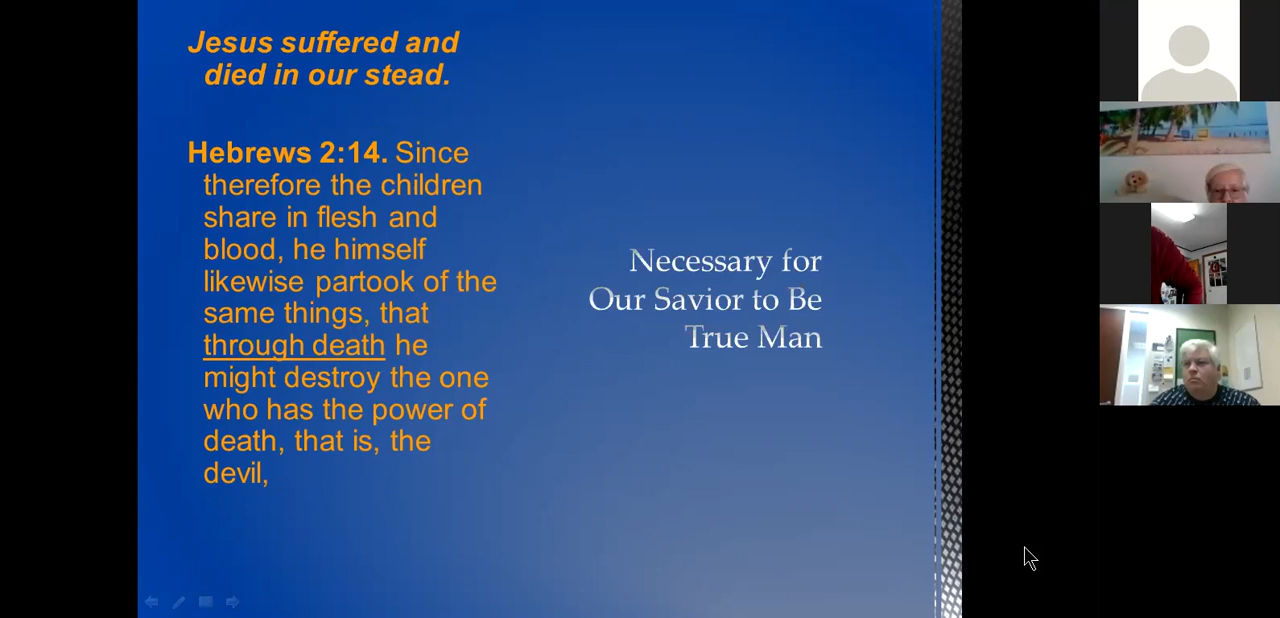 Jesus suffered and
died in our stead.
Hebrews 2:14. Since
therefore the children
share in flesh and
blood, he himself
likewise partook of the
same things, that
through death he
might destroy the one
who has the power of
death, that is, the
devil,
Necessary for
Our Savior to Be
True Man